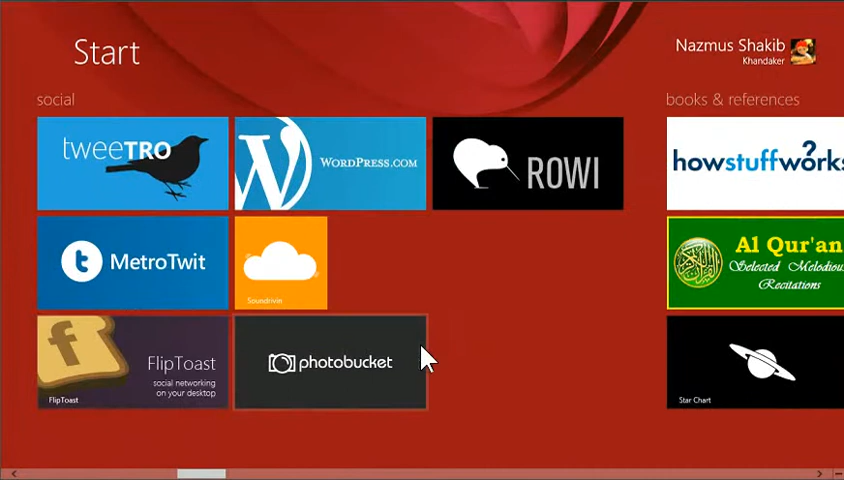 Start
Nazmus Shakib
Khandaker
social
books & references
tweeTRO
WordPress.com
ROWI
howstuffworks
MetroTwit
Soundrivin
Al Qur'an
Selected Melodious
Recitations
FlipToast
social networking
on your desktop
FlipToast
photobucket
Star Chart